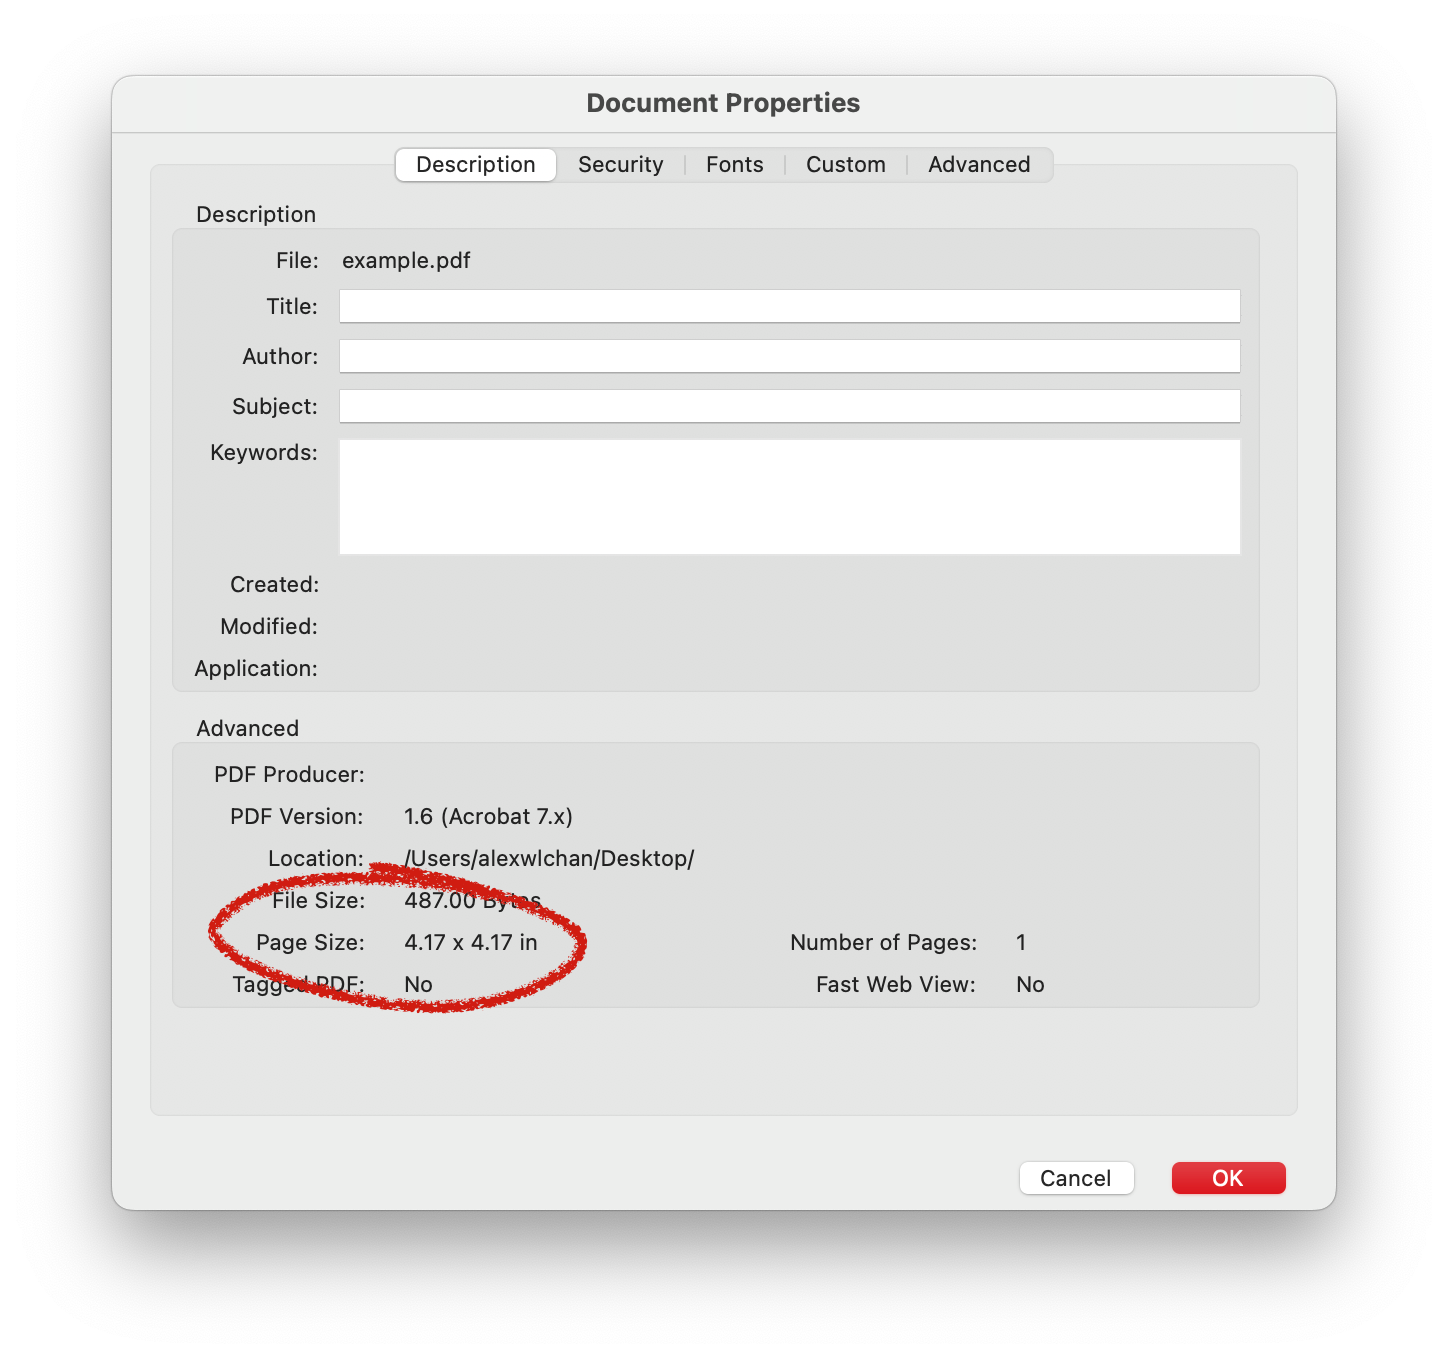 Document Properties
Description Security Fonts Custom Advanced
Description
File: example.pdf
Title:
Author:
Subject:
Keywords:
Created:
Modified:
Application:
Advanced
PDF Producer:
PDF Version: 1.6 (Acrobat 7.x)
Location: /Users/alexwlchan/Desktop/
File Size: 487.00 Bytes
Page Size: 4.17 x 4.17 in Number of Pages: 1
Tagged PDF: No Fast Web View: No
Cancel OK